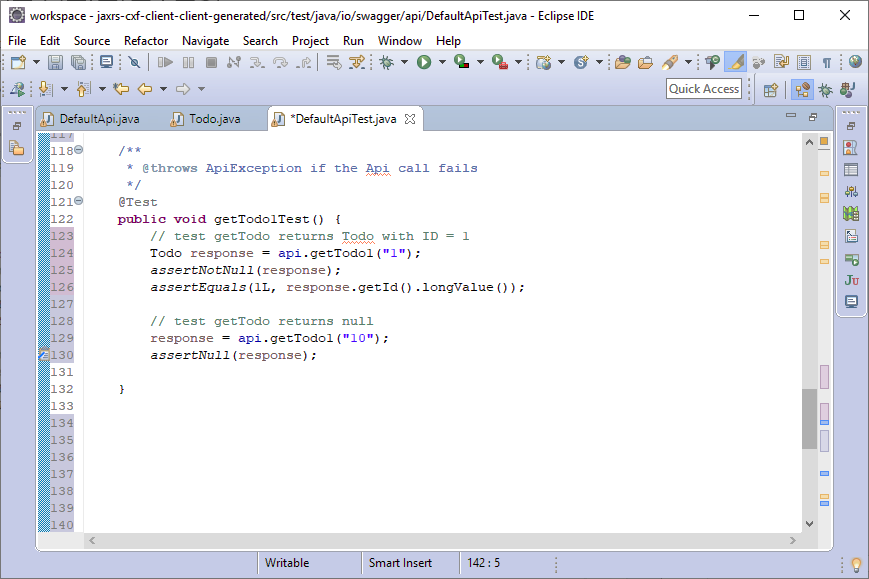 workspace - jaxrs-cxf-client-client-generated/src/test/java/io/swagger/api/DefaultApiTest.java - Eclipse IDE
File Edit Source Refactor Navigate Search Project Run Window Help
Quick Access
DefaultApi.java Todo.java *DefaultApiTest.java
117
118 /**
119 * @throws ApiException if the Api call fails
120 */
121 @Test
122 public void getTodo1Test() {
123 // test getTodo returns Todo with ID = 1
124 Todo response = api.getTodo1("1");
125 assertNotNull(response);
126 assertEquals(1L, response.getId().longValue());
127
128 // test getTodo returns null
129 response = api.getTodo1("10");
130 assertNull(response);
131
132 }
133
134
135
136
137
138
139
140
Writable Smart Insert 142 : 5